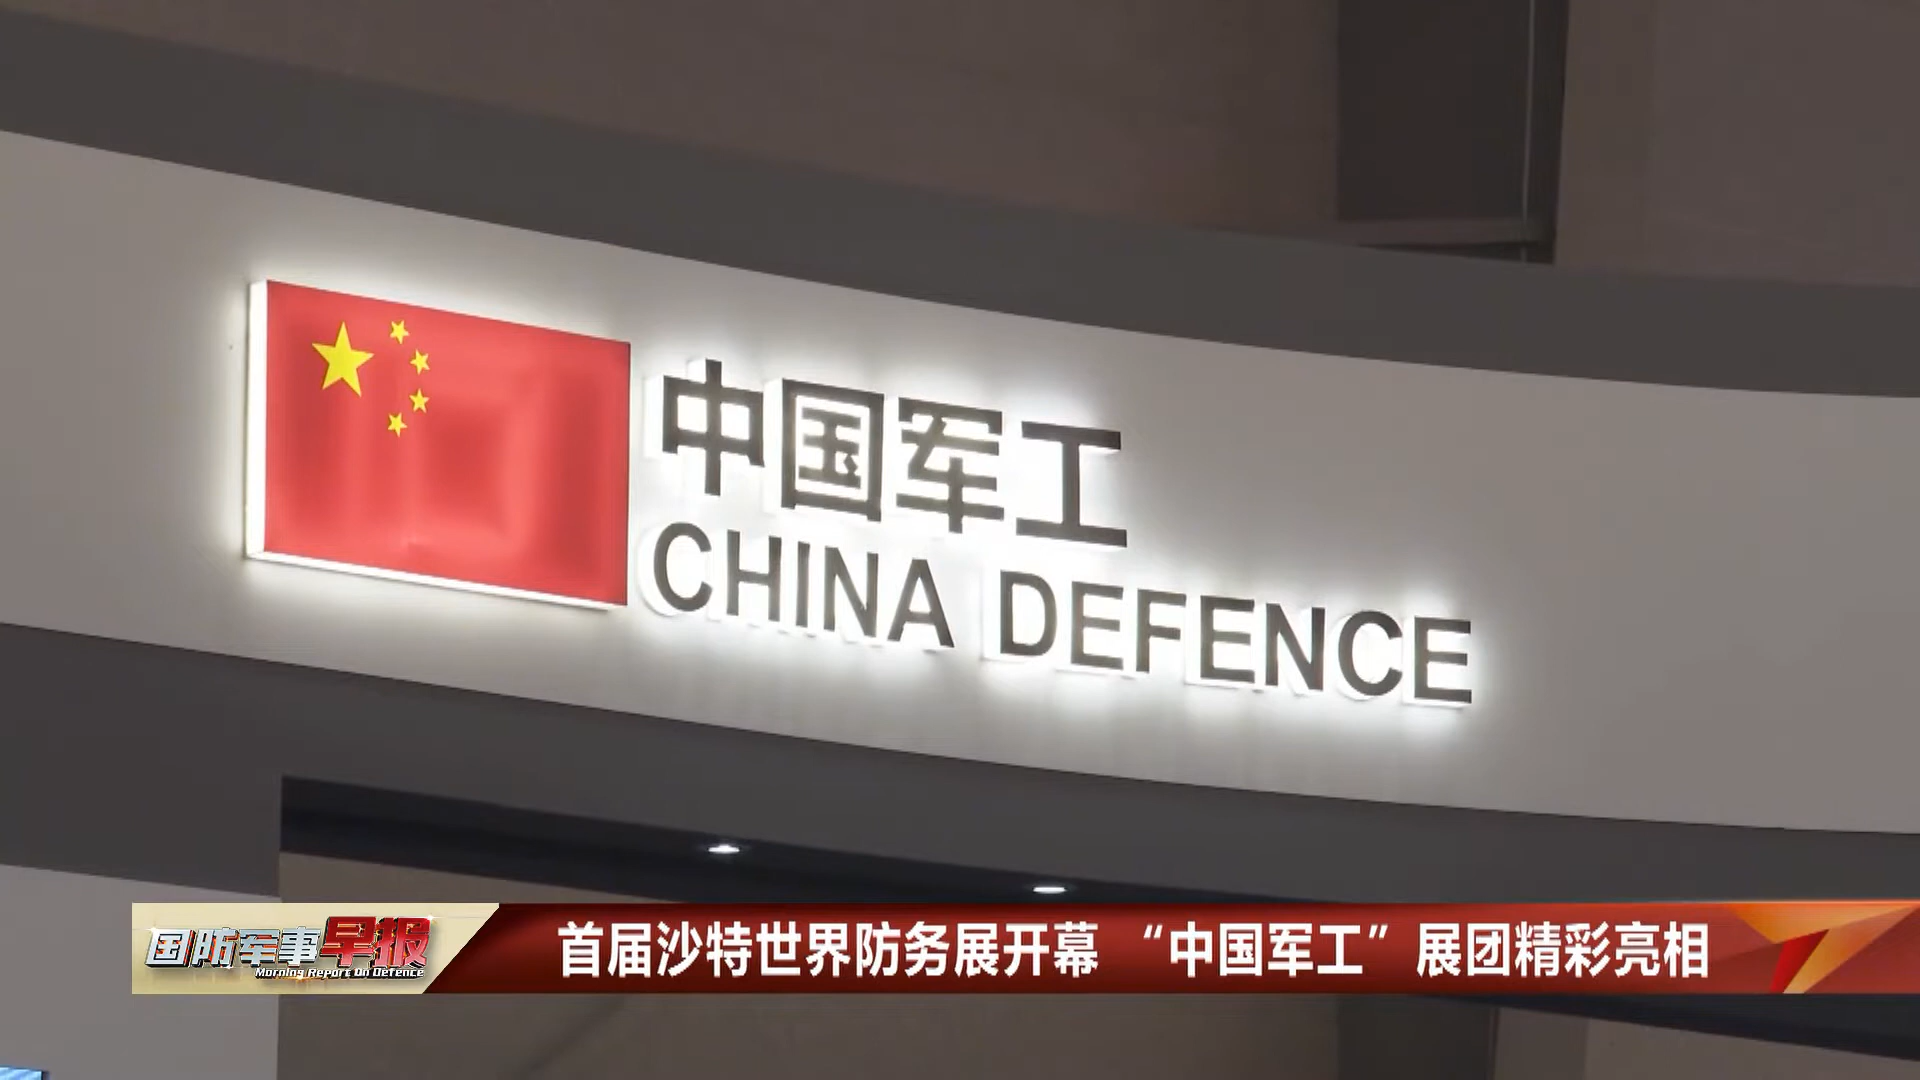 中国军工
CHINA DEFENCE
国防军事早报
Morning Report On Defence
首届沙特世界防务展开幕 “中国军工”展团精彩亮相